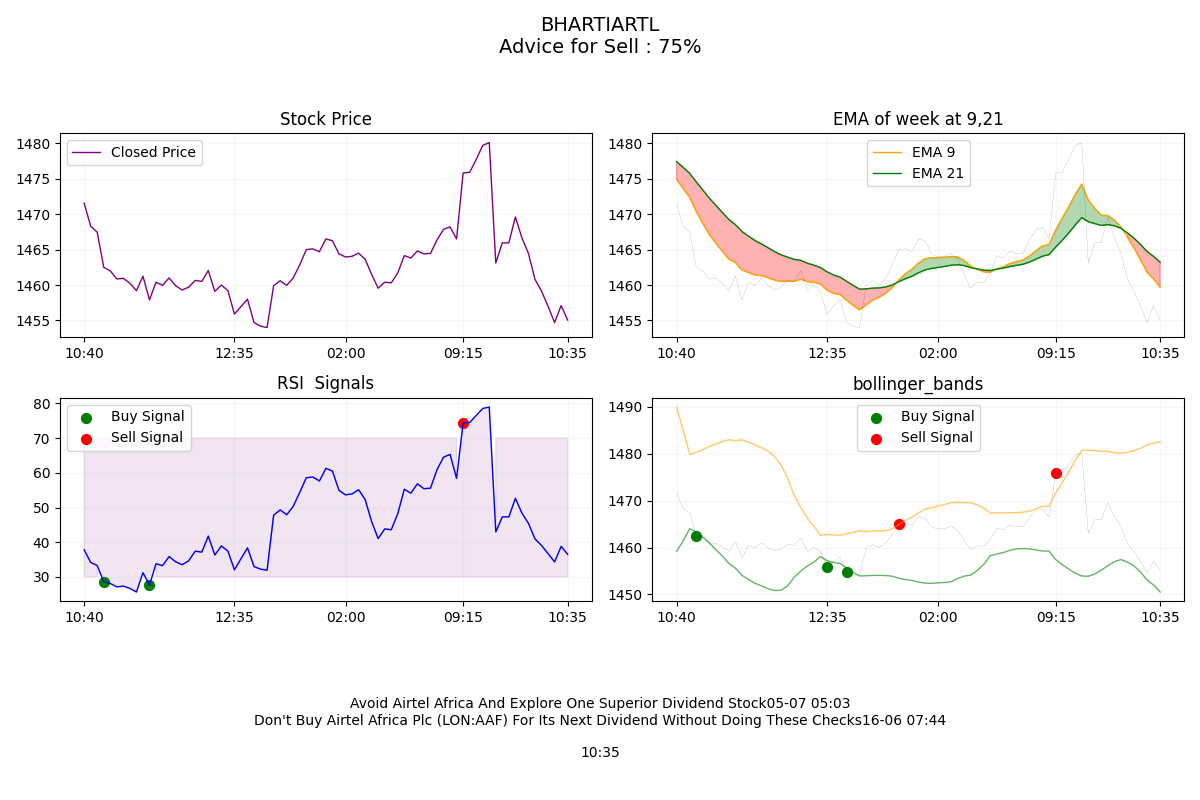 BHARTIARTL
Advice for Sell : 75%
Stock Price
1480
1475
1470
1465
1460
1455
Closed Price
10:40 12:35 02:00 09:15 10:35
EMA of week at 9,21
1480
1475
1470
1465
1460
1455
EMA 9
EMA 21
10:40 12:35 02:00 09:15 10:35
RSI  Signals
80
70
60
50
40
30
Buy Signal
Sell Signal
10:40 12:35 02:00 09:15 10:35
bollinger_bands
1490
1480
1470
1460
1450
Buy Signal
Sell Signal
10:40 12:35 02:00 09:15 10:35
Avoid Airtel Africa And Explore One Superior Dividend Stock05-07 05:03
Don't Buy Airtel Africa Plc (LON:AAF) For Its Next Dividend Without Doing These Checks16-06 07:44
10:35